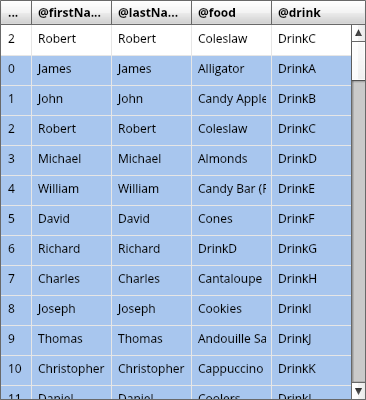 ... @firstNa... @lastNa... @food @drink
2 Robert Robert Coleslaw DrinkC
0 James James Alligator DrinkA
1 John John Candy Apple DrinkB
2 Robert Robert Coleslaw DrinkC
3 Michael Michael Almonds DrinkD
4 William William Candy Bar (F DrinkE
5 David David Cones DrinkF
6 Richard Richard DrinkD DrinkG
7 Charles Charles Cantaloupe DrinkH
8 Joseph Joseph Cookies DrinkI
9 Thomas Thomas Andouille Sa DrinkJ
10 Christopher Christopher Cappuccino DrinkK
11 Daniel Daniel Coolers DrinkL